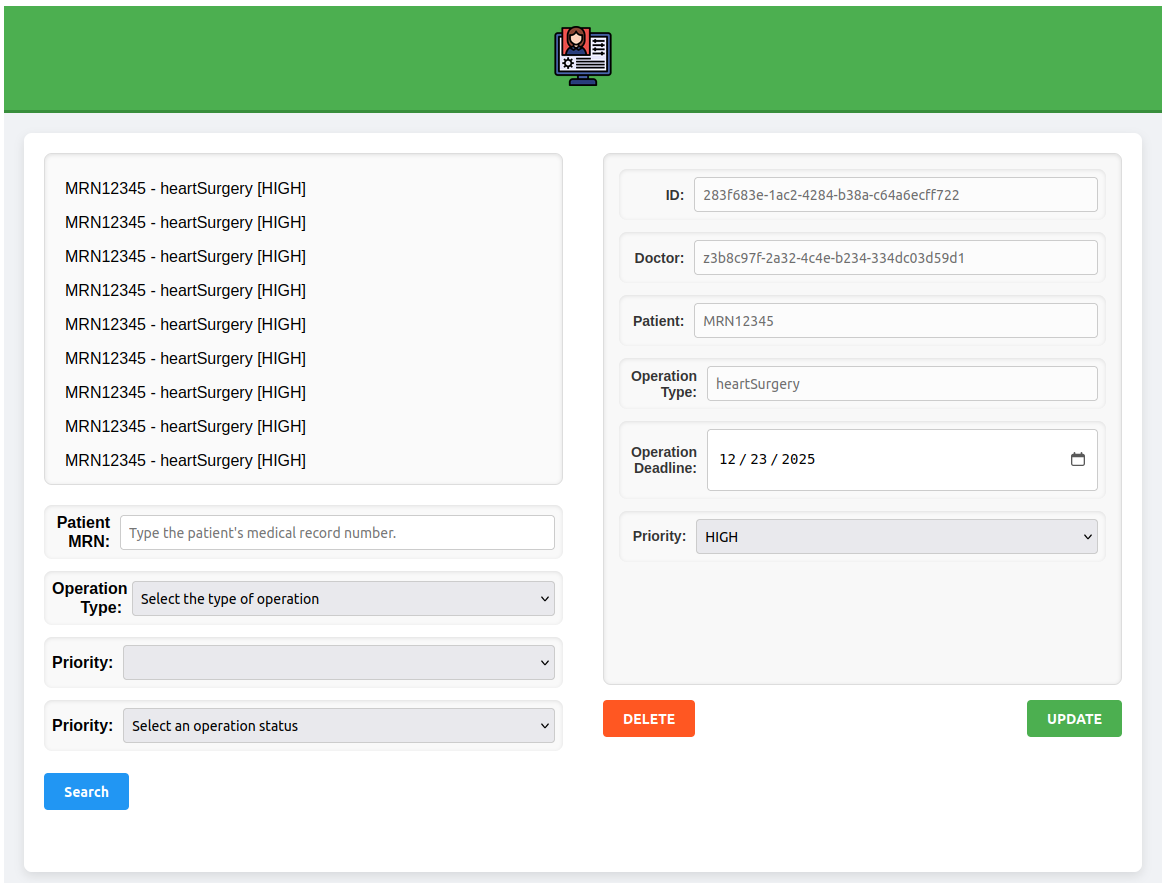 MRN12345 - heartSurgery [HIGH]
MRN12345 - heartSurgery [HIGH]
MRN12345 - heartSurgery [HIGH]
MRN12345 - heartSurgery [HIGH]
MRN12345 - heartSurgery [HIGH]
MRN12345 - heartSurgery [HIGH]
MRN12345 - heartSurgery [HIGH]
MRN12345 - heartSurgery [HIGH]
MRN12345 - heartSurgery [HIGH]
Patient
MRN:
Type the patient's medical record number.
Operation
Type:
Select the type of operation
Priority:
Priority:
Select an operation status
Search
ID:
283f683e-1ac2-4284-b38a-c64a6ecff722
Doctor:
z3b8c97f-2a32-4c4e-b234-334dc03d59d1
Patient:
MRN12345
Operation
Type:
heartSurgery
Operation
Deadline:
12 / 23 / 2025
Priority:
HIGH
DELETE
UPDATE